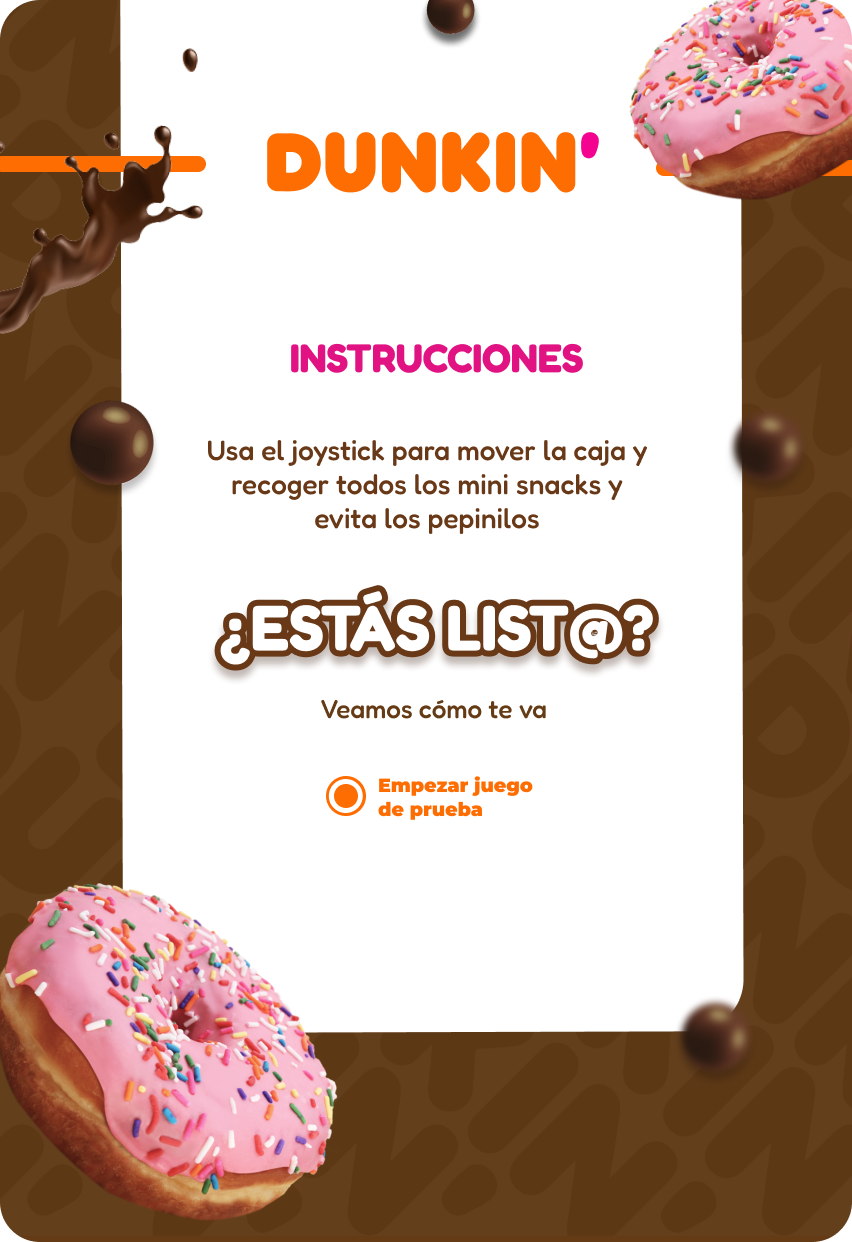 DUNKIN'
INSTRUCCIONES
Usa el joystick para mover la caja y
recoger todos los mini snacks y
evita los pepinilos
¿ESTÁS LIST@?
Veamos cómo te va
Empezar juego
de prueba